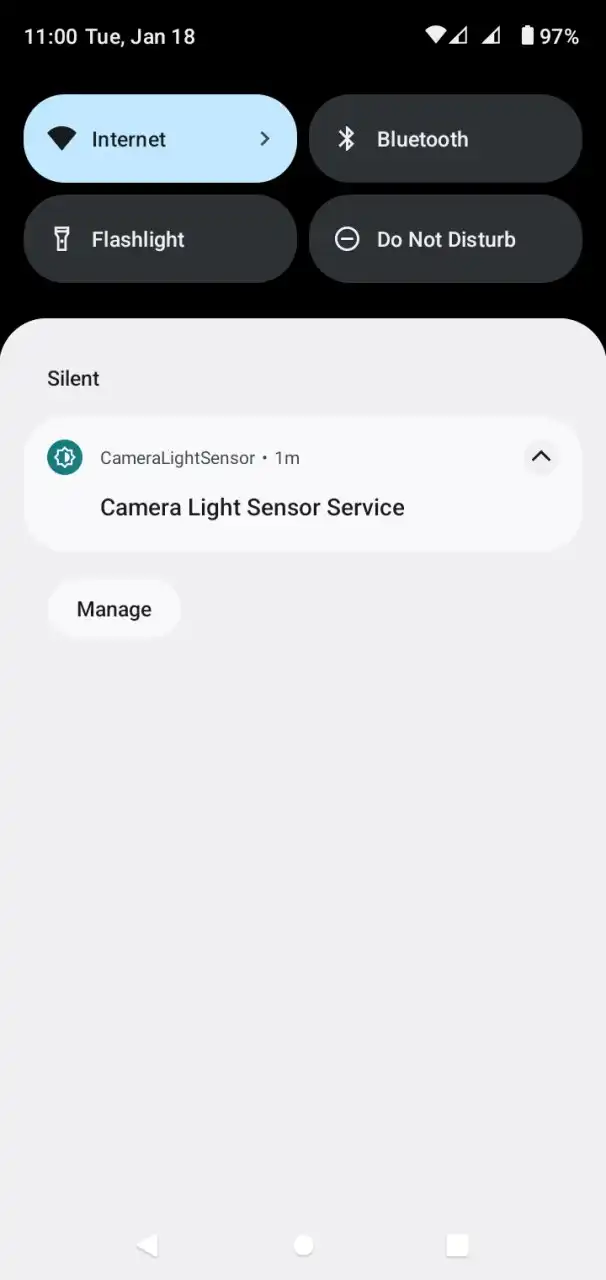 11:00 Tue, Jan 18 97%
Internet Bluetooth
Flashlight Do Not Disturb
Silent
CameraLightSensor • 1m
Camera Light Sensor Service
Manage